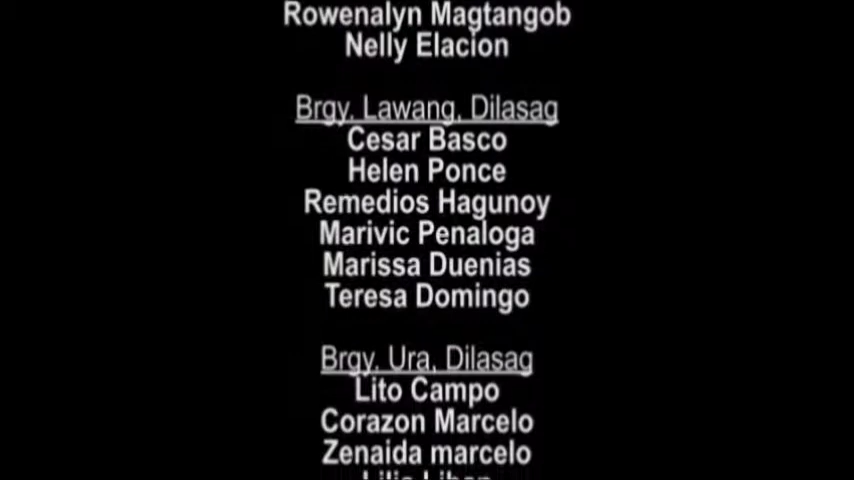 Rowenalyn Magtangob
Nelly Elacion
Brgy. Lawang, Dilasag
Cesar Basco
Helen Ponce
Remedios Hagunoy
Marivic Penaloga
Marissa Duenias
Teresa Domingo
Brgy. Ura, Dilasag
Lito Campo
Corazon Marcelo
Zenaida marcelo